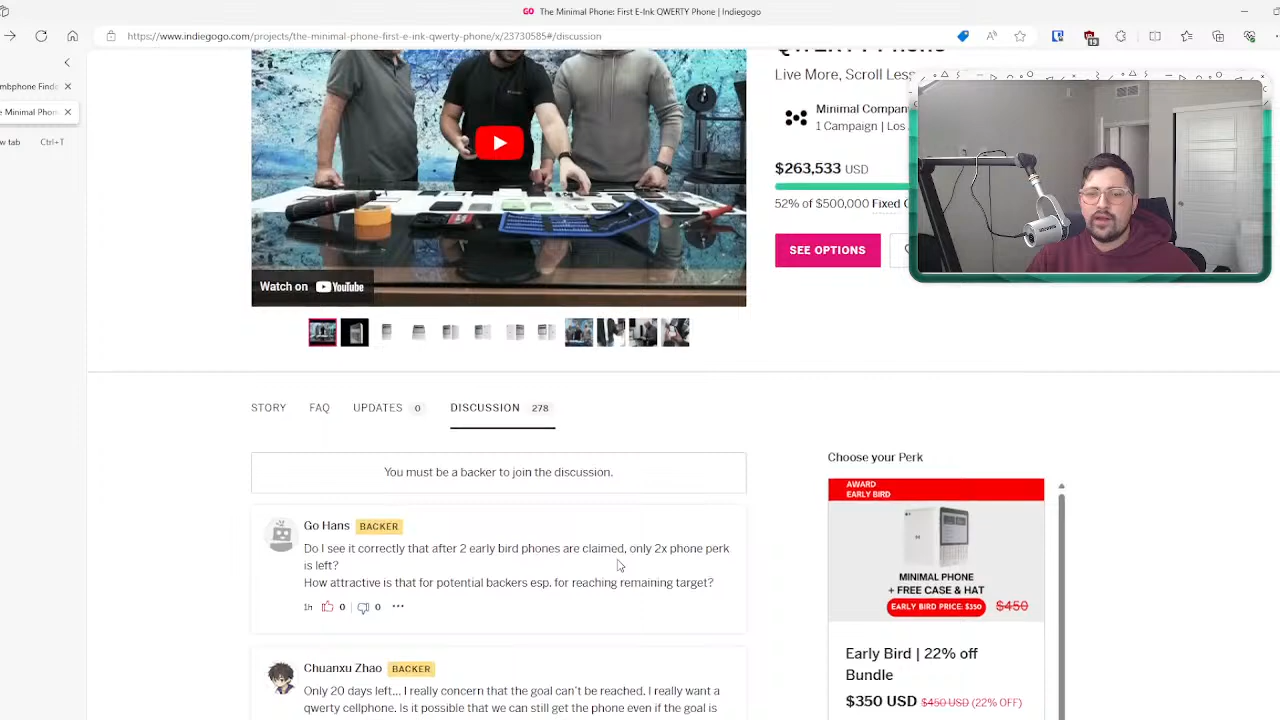 The Minimal Phone: First E-Ink QWERTY Phone | Indiegogo
https://www.indiegogo.com/projects/the-minimal-phone-first-e-ink-qwerty-phone/x/23730585#/discussion
19
Minimal Phon
w tab Ctrl+T
QWERTY Phone
Live More, Scroll Less
Minimal Company
1 Campaign | Los
$263,533 USD
52% of $500,000 Fixed
SEE OPTIONS
Watch on YouTube
STORY FAQ UPDATES 0 DISCUSSION 278
You must be a backer to join the discussion.
Go Hans BACKER
Do I see it correctly that after 2 early bird phones are claimed, only 2x phone perk
is left?
How attractive is that for potential backers esp. for reaching remaining target?
1h 0 0 •••
Chuanxu Zhao BACKER
Only 20 days left... I really concern that the goal can't be reached. I really want a
qwerty cellphone. Is it possible that we can still get the phone even if the goal is
Choose your Perk
AWARD
EARLY BIRD
MINIMAL PHONE
+ FREE CASE & HAT
EARLY BIRD PRICE: $350 $450
Early Bird | 22% off
Bundle
$350 USD $450 USD (22% OFF)